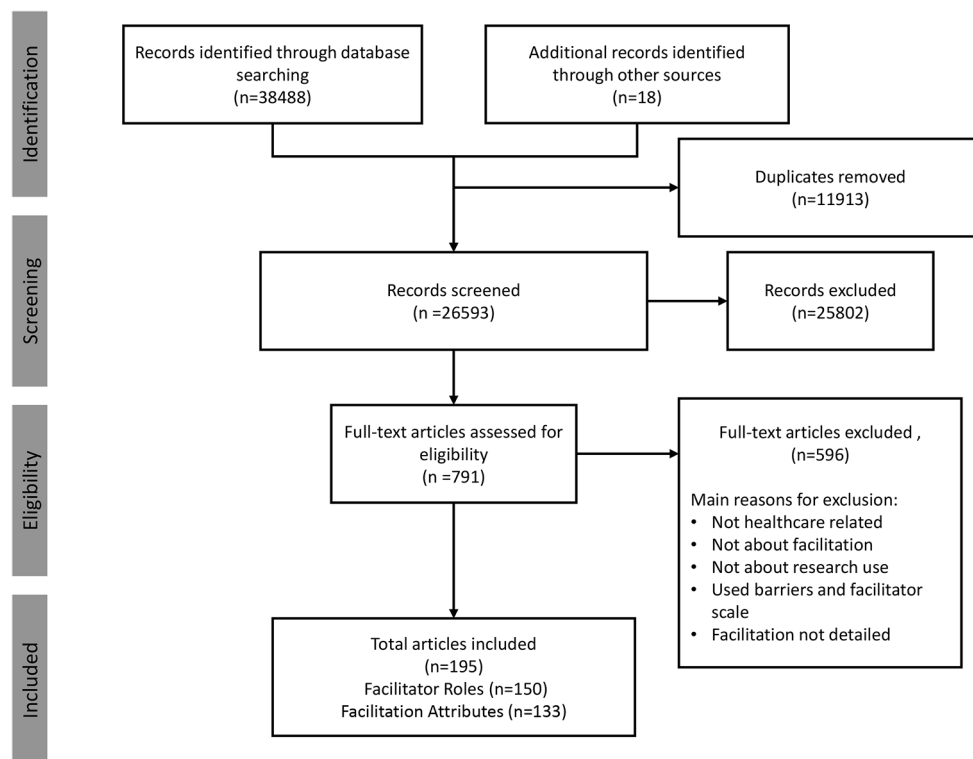 Identification
Records identified through database
searching
(n=38488)
Additional records identified
through other sources
(n=18)
Duplicates removed
(n=11913)
Screening
Records screened
(n =26593)
Records excluded
(n=25802)
Eligibility
Full-text articles assessed for
eligibility
(n =791)
Full-text articles excluded ,
(n=596)
Main reasons for exclusion:
• Not healthcare related
• Not about facilitation
• Not about research use
• Used barriers and facilitator
scale
• Facilitation not detailed
Included
Total articles included
(n=195)
Facilitator Roles (n=150)
Facilitation Attributes (n=133)